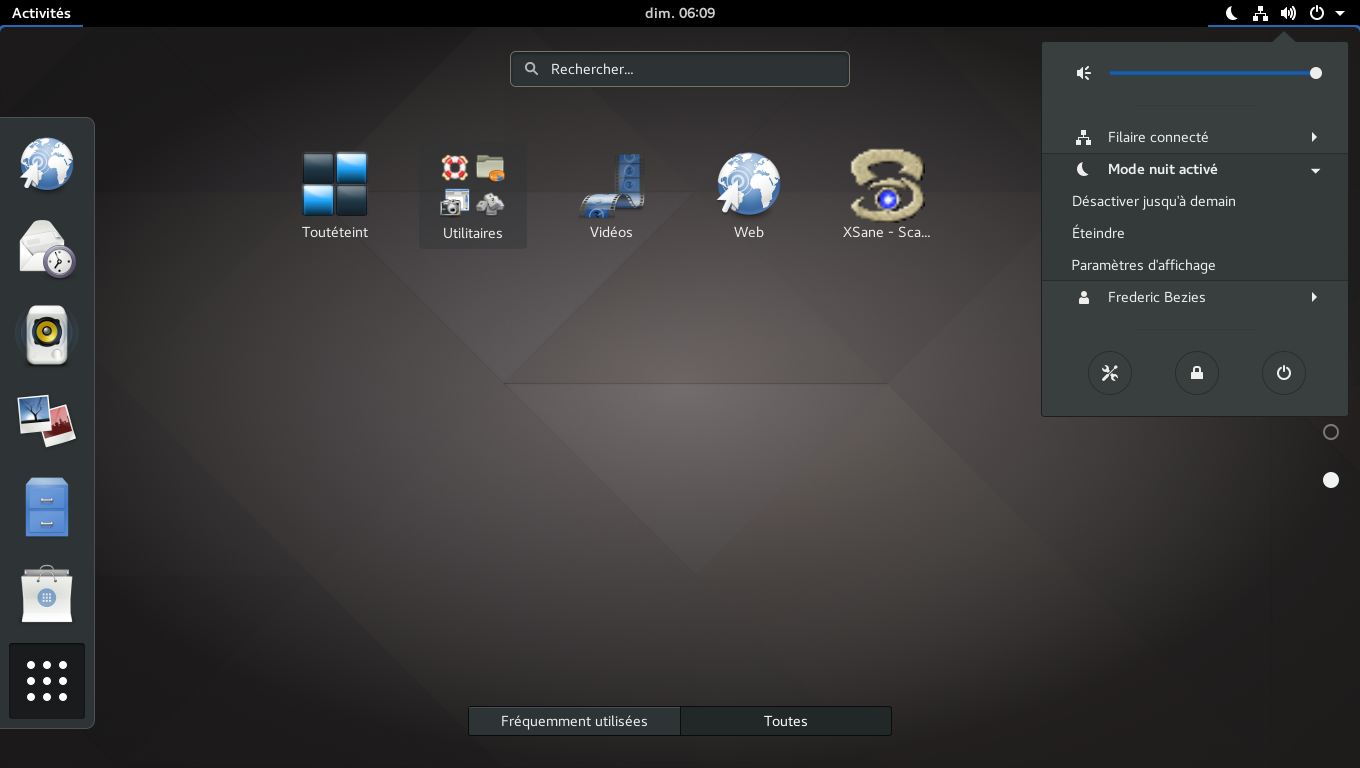 Activités
dim. 06:09
Rechercher...
Toutéteint
Utilitaires
Vidéos
Web
XSane - Sca...
Filaire connecté
Mode nuit activé
Désactiver jusqu'à demain
Éteindre
Paramètres d'affichage
Frederic Bezies
Fréquemment utilisées
Toutes